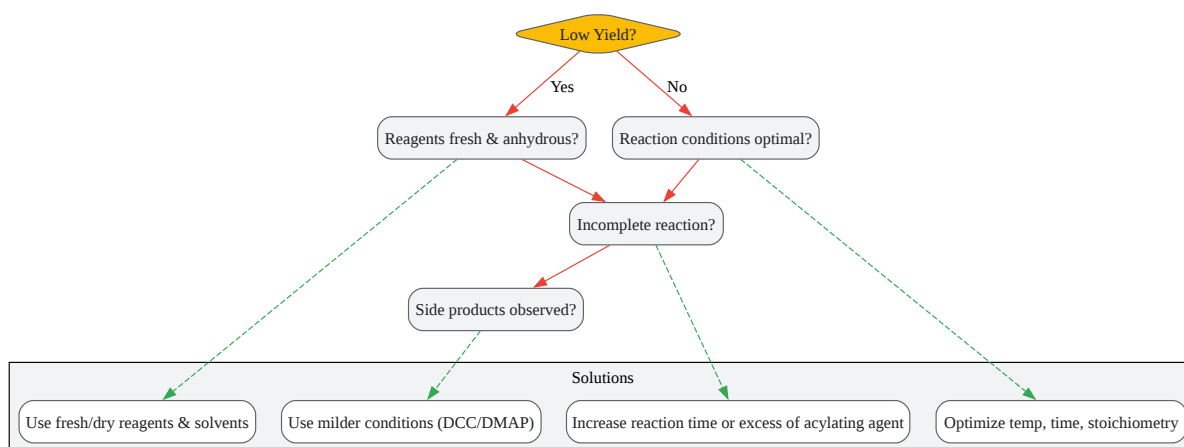 Low Yield?
Yes
No
Reagents fresh & anhydrous?
Reaction conditions optimal?
Incomplete reaction?
Side products observed?
Solutions
Use fresh/dry reagents & solvents
Use milder conditions (DCC/DMAP)
Increase reaction time or excess of acylating agent
Optimize temp, time, stoichiometry